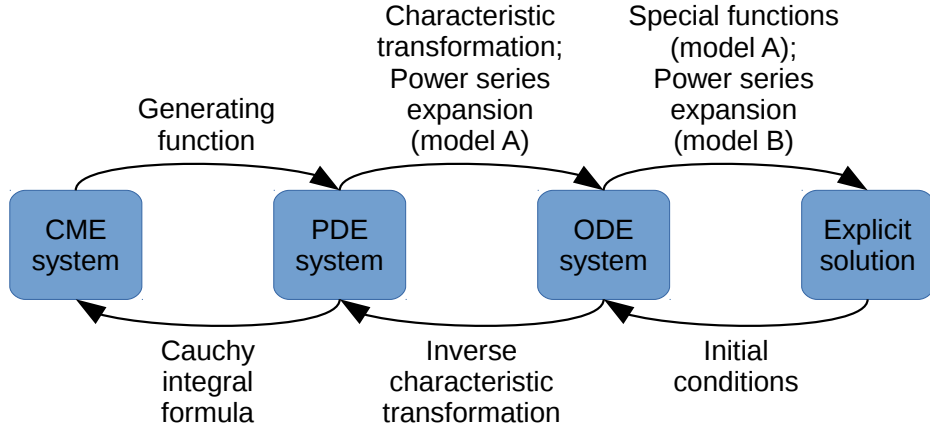 Characteristic
transformation;
Power series
expansion
(model A)
Special functions
(model A);
Power series
expansion
(model B)
Generating
function
CME
system
PDE
system
ODE
system
Explicit
solution
Cauchy
integral
formula
Inverse
characteristic
transformation
Initial
conditions